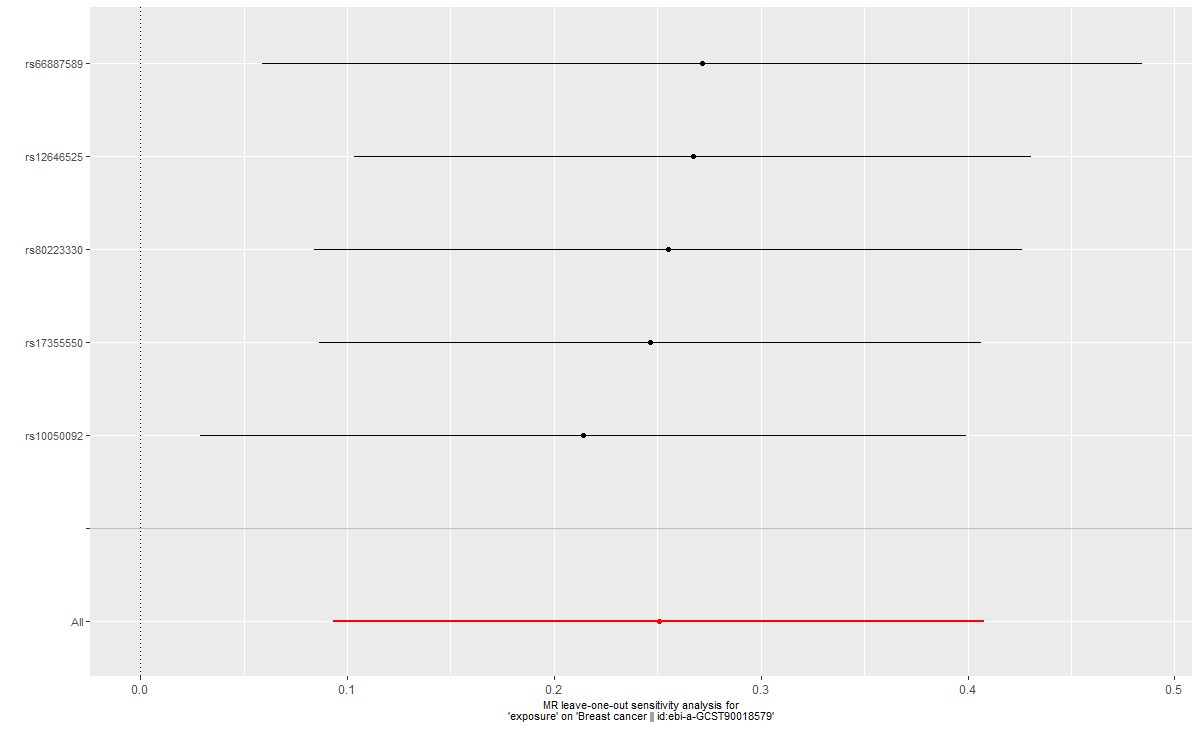 rs66887589
rs12646525
rs80223330
rs17355550
rs10050092
All
0.0 0.1 0.2 0.3 0.4 0.5
MR leave-one-out sensitivity analysis for
'exposure' on 'Breast cancer || id:ebi-a-GCST90018579'